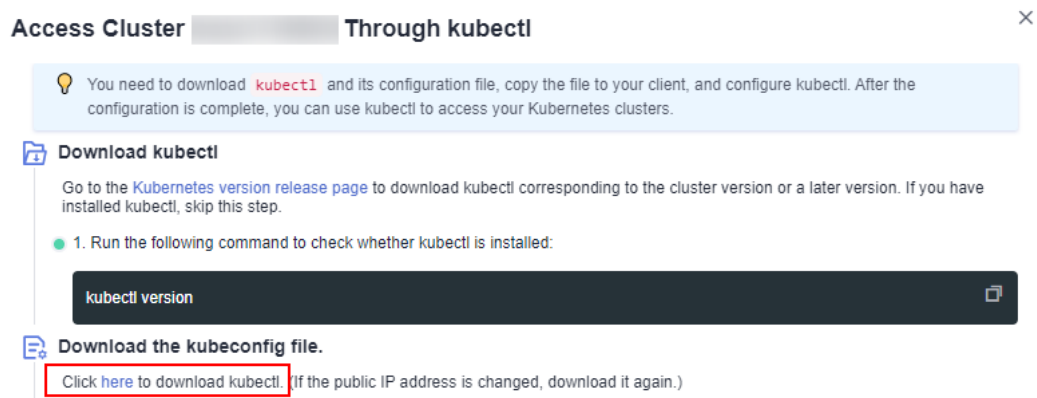 Access Cluster Through kubectl
You need to download kubectl and its configuration file, copy the file to your client, and configure kubectl. After the
configuration is complete, you can use kubectl to access your Kubernetes clusters.
Download kubectl
Go to the Kubernetes version release page to download kubectl corresponding to the cluster version or a later version. If you have
installed kubectl, skip this step.
1. Run the following command to check whether kubectl is installed:
kubectl version
Download the kubeconfig file.
Click here to download kubectl. (If the public IP address is changed, download it again.)